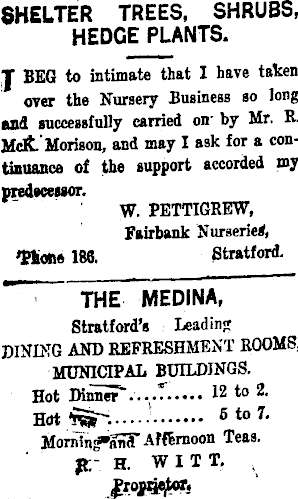 SHELTER TREES, SHRUBS,
HEDGE PLANTS.
I BEG to intimate that I have taken
over the Nursery Business so long
and successfully carried on by Mr. R.
McK. Morison, and may I ask for a con-
tinuance of the support accorded my
predecessor.
W. PETTIGREW,
Fairbank Nurseries,
'Phone 186. Stratford.
THE MEDINA,
Stratford's Leading
DINING AND REFRESHMENT ROOMS,
MUNICIPAL BUILDINGS.
Hot Dinner .......... 12 to 2.
Hot Tea ............. 5 to 7.
Morning and Afternoon Teas.
R. H. WITT,
Proprietor.